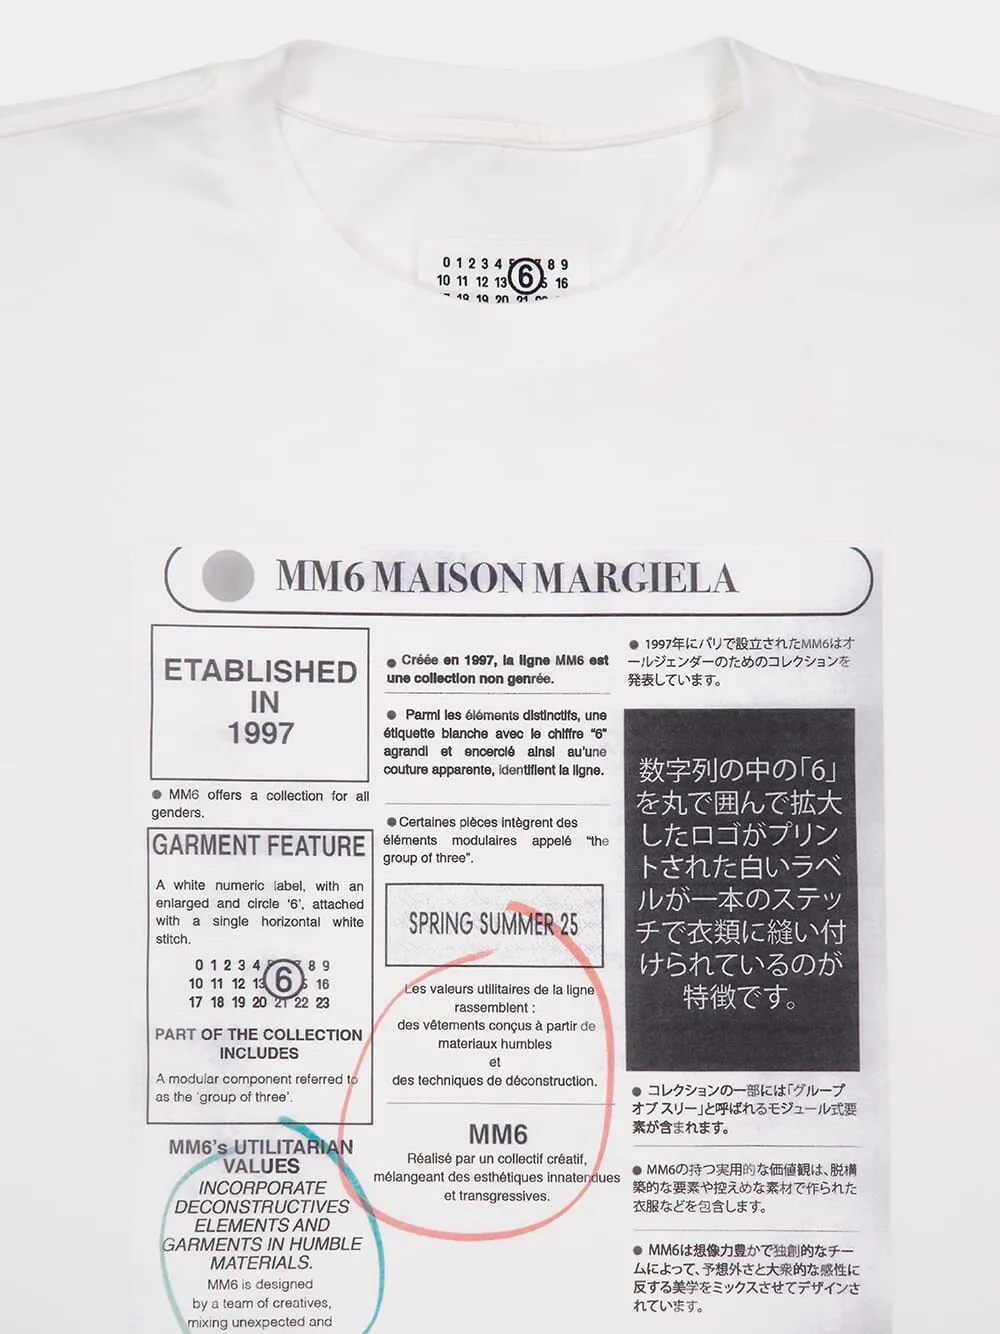 0 1 2 3 4 6 8 9
10 11 12 13 16
18 19 20 21
MM6 MAISON MARGIELA
ETABLISHED
IN
1997
● MM6 offers a collection for all
genders.
GARMENT FEATURE
A white numeric label, with an
enlarged and circle '6', attached
with a single horizontal white
stitch.
0 1 2 3 4 6 8 9
10 11 12 13 16
17 18 19 20 21 22 23
PART OF THE COLLECTION
INCLUDES
A modular component referred to
as the 'group of three'.
MM6's UTILITARIAN
VALUES
INCORPORATE
DECONSTRUCTIVES
ELEMENTS AND
GARMENTS IN HUMBLE
MATERIALS.
MM6 is designed
by a team of creatives,
mixing unexpected and
● Créée en 1997, la ligne MM6 est
une collection non genrée.
● Parmi les éléments distinctifs, une
étiquette blanche avec le chiffre "6"
agrandi et encerclé ainsi au'une
couture apparente, identifient la ligne.
● Certaines pièces intègrent des
éléments modulaires appelé "the
group of three".
SPRING SUMMER 25
Les valeurs utilitaires de la ligne
rassemblent :
des vêtements conçus à partir de
materiaux humbles
et
des techniques de déconstruction.
MM6
Réalisé par un collectif créatif,
mélangeant des esthétiques innatendues
et transgressives.
● 1997年にパリで設立されたMM6はオ
ールジェンダーのためのコレクションを
発表しています。
数字列の中の「6」
を丸で囲んで拡大
したロゴがプリン
トされた白いラベ
ルが一本のステッ
チで衣類に縫い付
けられているのが
特徴です。
● コレクションの一部には「グループ
オブ スリー」と呼ばれるモジュール式要
素が含まれます。
● MM6の持つ実用的な価値観は、脱構
築的な要素や控えめな素材で作られた
衣服などを包含します。
● MM6は想像力豊かで独創的なチー
ムによって、予想外さと大衆的な感性に
反する美学をミックスさせてデザインさ
れています。